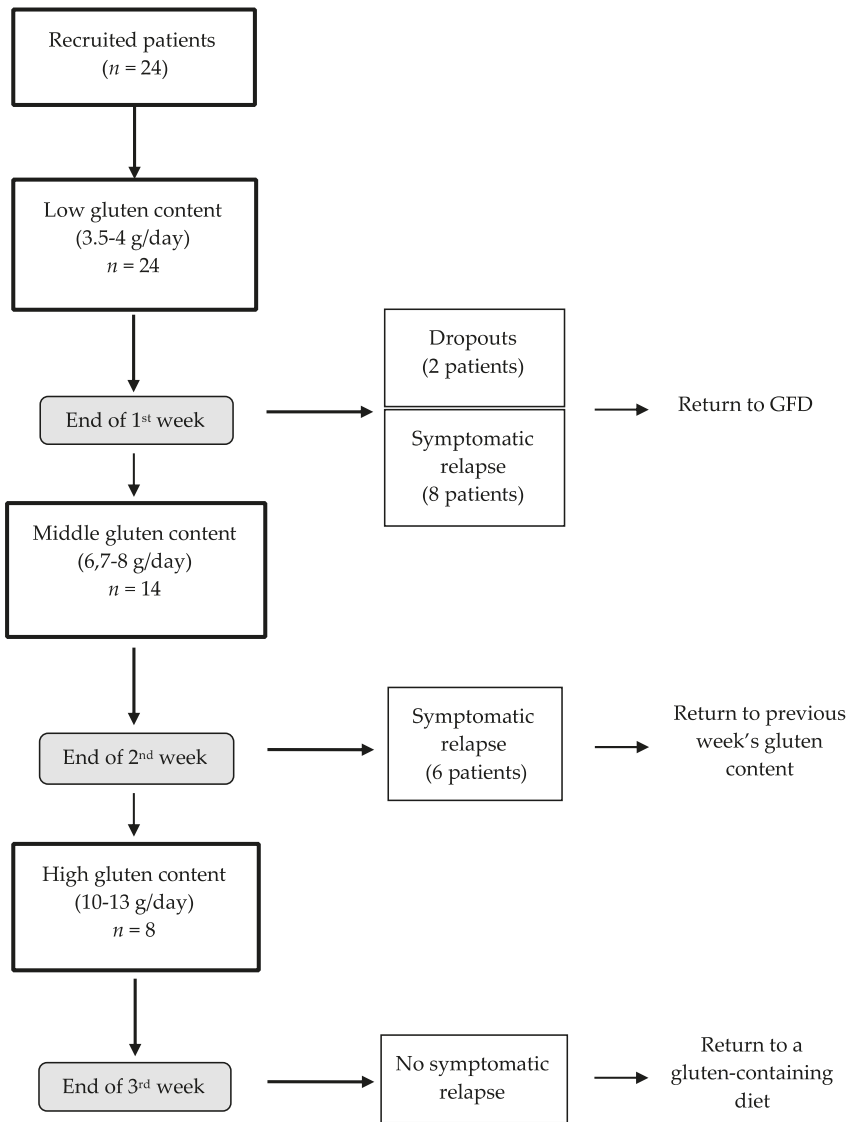 Recruited patients
(n = 24)
Low gluten content
(3.5-4 g/day)
n = 24
Dropouts
(2 patients)
End of 1st week
Return to GFD
Symptomatic
relapse
(8 patients)
Middle gluten content
(6,7-8 g/day)
n = 14
End of 2nd week
Symptomatic
relapse
(6 patients)
Return to previous
week’s gluten
content
High gluten content
(10-13 g/day)
n = 8
End of 3rd week
No symptomatic
relapse
Return to a
gluten-containing
diet